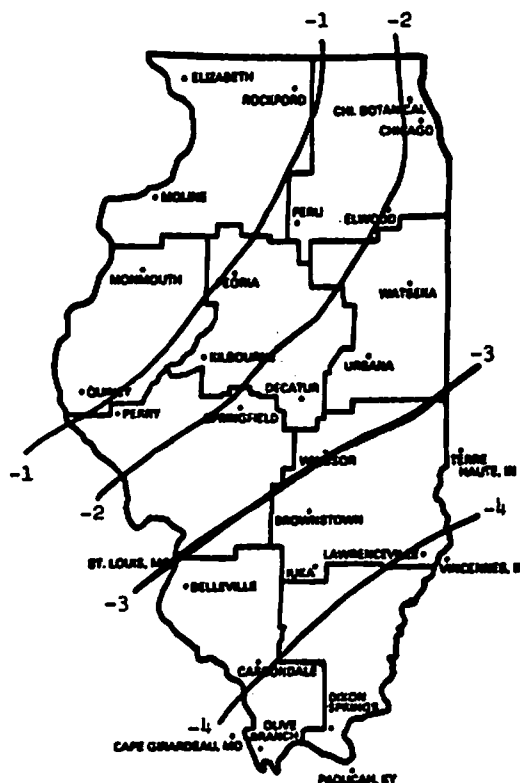 -1
-2
ELIZABETH
ROCKFORD
CHI. BOTANICAL
CHICAGO
MOLINE
PERU
ELWOOD
MONMOUTH
PEORIA
WATSEKA
KILBOURNE
URBANA
-3
QUINCY
DECATUR
PERRY
SPRINGFIELD
-1
WINDSOR
TERRE
HAUTE, IN
-2
BROWNSTOWN
-4
LAWRENCEVILLE
ST. LOUIS, MO
IUKA
VINCENNES, IN
BELLEVILLE
-3
CARBONDALE
DIXON
SPRINGS
-4
OLIVE
BRANCH
CAPE GIRARDEAU, MO
PADUCAH, KY